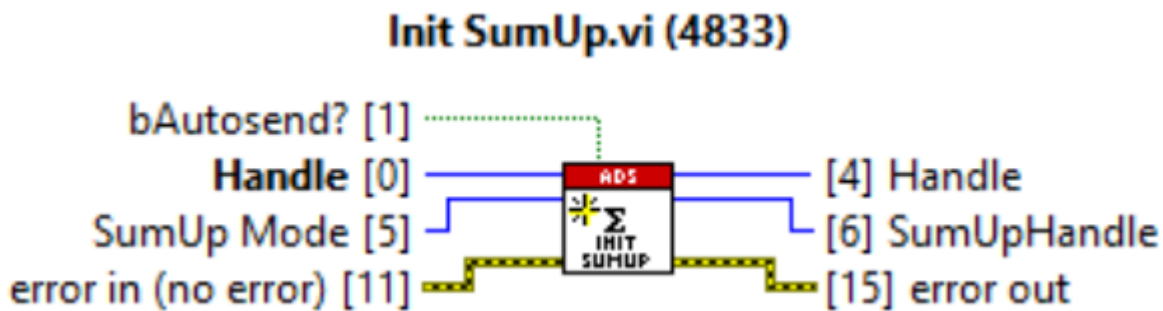 Init SumUp.vi (4833)
bAutosend? [1]
Handle [0]
[4] Handle
SumUp Mode [5]
[6] SumUpHandle
error in (no error) [11]
[15] error out
ADS
Σ
INIT
SUMUP